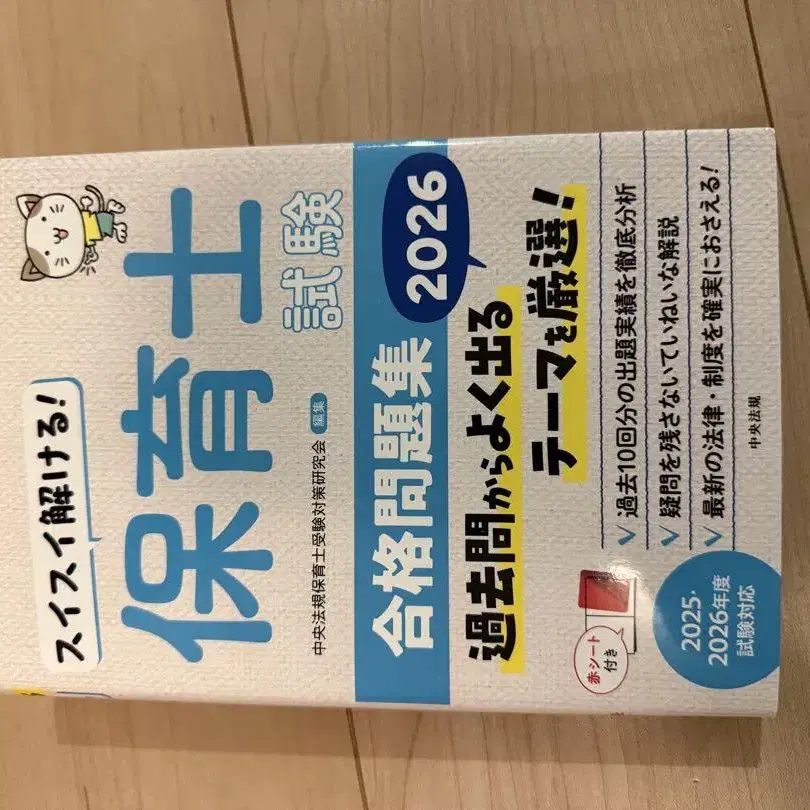 スイスイ解ける!
保育士
試験
中央法規保育士受験対策研究会 編集
合格問題集
2026
過去問からよく出る
テーマを厳選!
過去10回分の出題実績を徹底分析
疑問を残さないていねいな解説
最新の法律・制度を確実におさえる!
赤シート
付き
2025・
2026年度
試験対応
中央法規